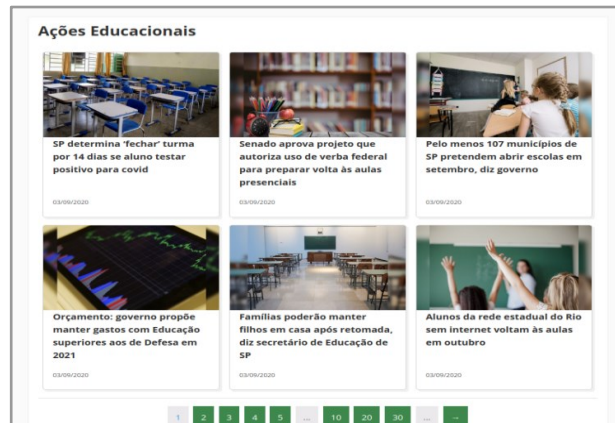 Ações Educacionais
SP determina 'fechar' turma
por 14 dias se aluno testar
positivo para covid
03/09/2020
Senado aprova projeto que
autoriza uso de verba federal
para preparar volta às aulas
presenciais
03/09/2020
Pelo menos 107 municípios de
SP pretendem abrir escolas em
setembro, diz governo
03/09/2020
Orçamento: governo propõe
manter gastos com Educação
superiores aos de Defesa em
2021
03/09/2020
Famílias poderão manter
filhos em casa após retomada,
diz secretário de Educação de
SP
03/09/2020
Alunos da rede estadual do Rio
sem internet voltam às aulas
em outubro
03/09/2020
1 2 3 4 5 ... 10 20 30 ... →